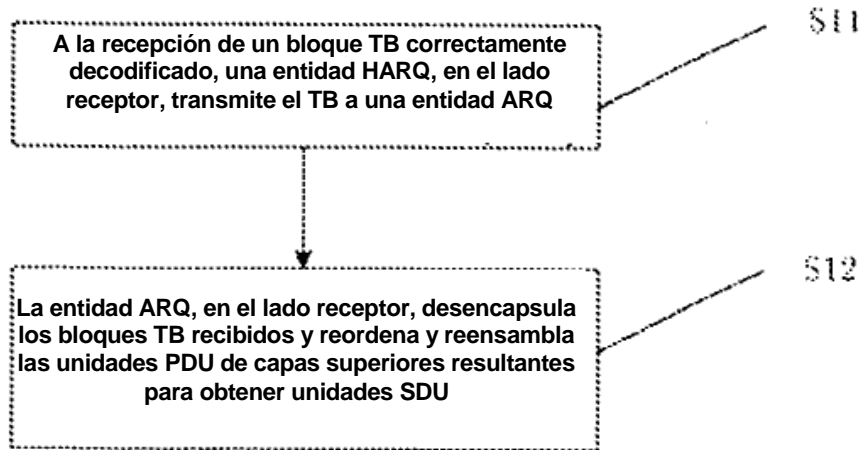 A la recepción de un bloque TB correctamente
decodificado, una entidad HARQ, en el lado
receptor, transmite el TB a una entidad ARQ
S11
La entidad ARQ, en el lado receptor, desencapsula
los bloques TB recibidos y reordena y reensambla
las unidades PDU de capas superiores resultantes
para obtener unidades SDU
S12